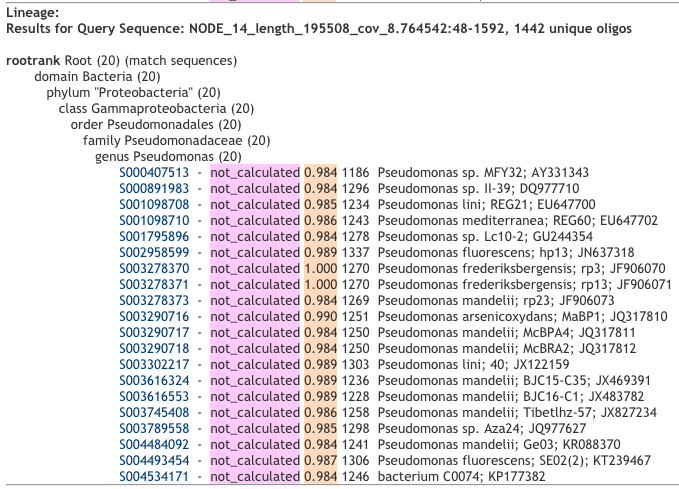 Lineage:
Results for Query Sequence: NODE_14_length_195508_cov_8.764542:48-1592, 1442 unique oligos
rootrank Root (20) (match sequences)
domain Bacteria (20)
phylum "Proteobacteria" (20)
class Gammaproteobacteria (20)
order Pseudomonadales (20)
family Pseudomonadaceae (20)
genus Pseudomonas (20)
S000407513 - not_calculated 0.984 1186 Pseudomonas sp. MFY32; AY331343
S000891983 - not_calculated 0.984 1296 Pseudomonas sp. II-39; DQ977710
S001098708 - not_calculated 0.985 1234 Pseudomonas lini; REG21; EU647700
S001098710 - not_calculated 0.986 1243 Pseudomonas mediterranea; REG60; EU647702
S001795896 - not_calculated 0.984 1278 Pseudomonas sp. Lc10-2; GU244354
S002958599 - not_calculated 0.989 1337 Pseudomonas fluorescens; hp13; JN637318
S003278370 - not_calculated 1.000 1270 Pseudomonas frederiksbergensis; rp3; JF906070
S003278371 - not_calculated 1.000 1270 Pseudomonas frederiksbergensis; rp13; JF906071
S003278373 - not_calculated 0.984 1269 Pseudomonas mandelii; rp23; JF906073
S003290716 - not_calculated 0.990 1251 Pseudomonas arsenicoxydans; MaBP1; JQ317810
S003290717 - not_calculated 0.984 1250 Pseudomonas mandelii; McBPA4; JQ317811
S003290718 - not_calculated 0.984 1250 Pseudomonas mandelii; McBRA2; JQ317812
S003302217 - not_calculated 0.989 1303 Pseudomonas lini; 40; JX122159
S003616324 - not_calculated 0.989 1236 Pseudomonas mandelii; BJC15-C35; JX469391
S003616553 - not_calculated 0.989 1228 Pseudomonas mandelii; BJC16-C1; JX483782
S003745408 - not_calculated 0.986 1258 Pseudomonas mandelii; Tibetlhz-57; JX827234
S003789558 - not_calculated 0.985 1298 Pseudomonas sp. Aza24; JQ977627
S004484092 - not_calculated 0.984 1241 Pseudomonas mandelii; Ge03; KR088370
S004493454 - not_calculated 0.987 1306 Pseudomonas fluorescens; SE02(2); KT239467
S004534171 - not_calculated 0.984 1246 bacterium C0074; KP177382